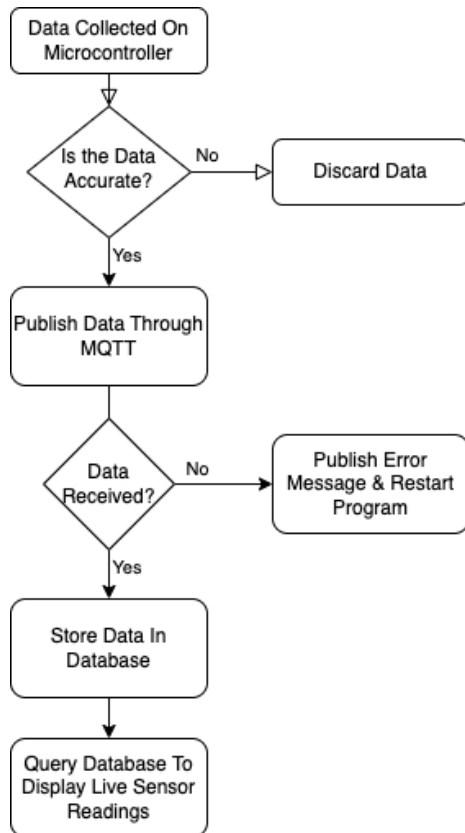 Data Collected On
Microcontroller
Is the Data
Accurate?
No
Discard Data
Yes
Publish Data Through
MQTT
Data
Received?
No
Publish Error
Message & Restart
Program
Yes
Store Data In
Database
Query Database To
Display Live Sensor
Readings